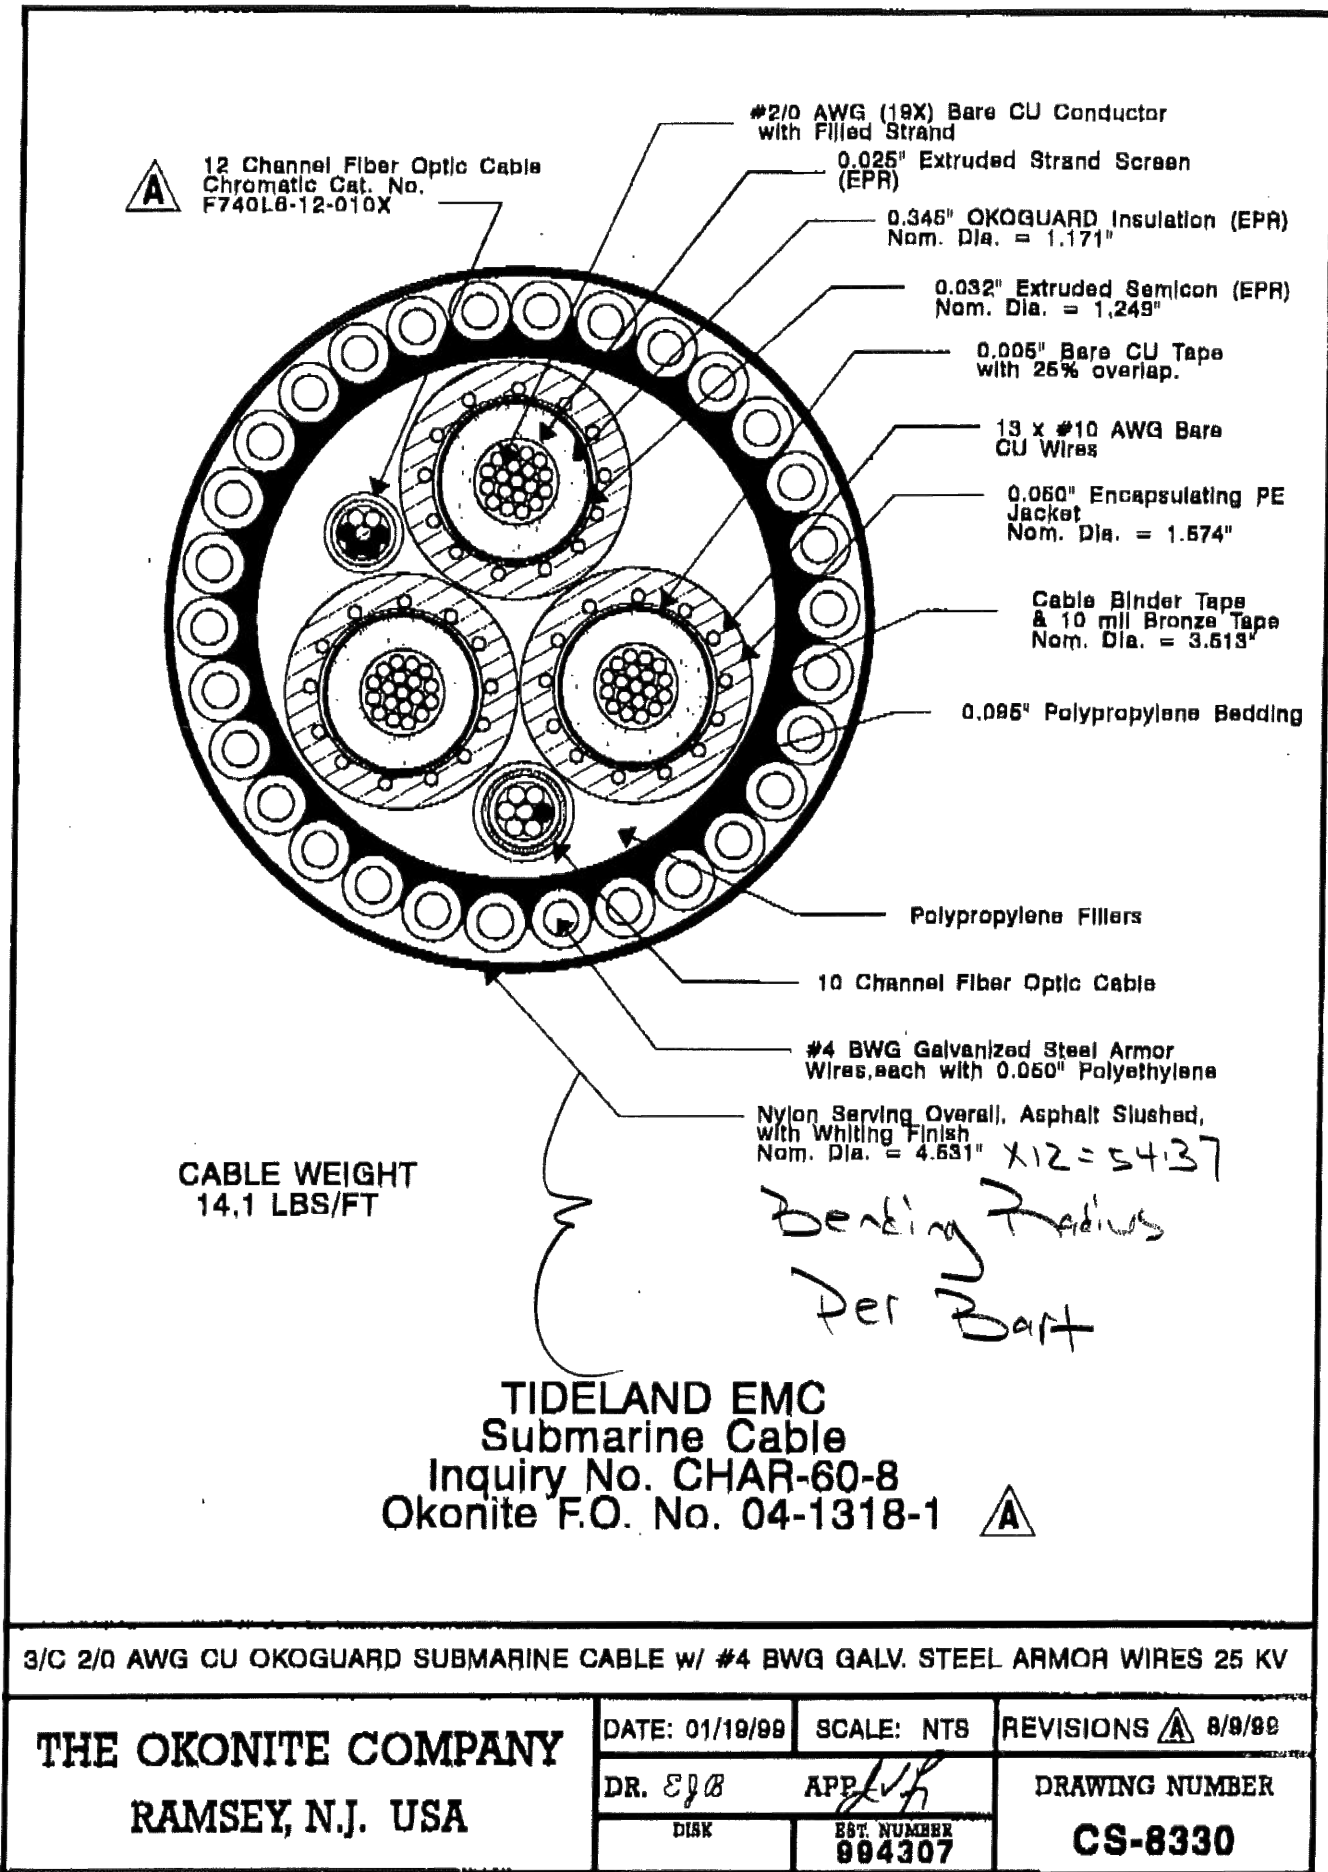 #2/0 AWG (19X) Bare CU Conductor
with Filled Strand
0.025" Extruded Strand Screen
(EPR)
A
12 Channel Fiber Optic Cable
Chromatic Cat. No.
F740L6-12-010X
0.345" OKOGUARD Insulation (EPR)
Nom. Dia. = 1.171"
0.032" Extruded Semicon (EPR)
Nom. Dia. = 1.249"
0.005" Bare CU Tape
with 25% overlap.
13 x #10 AWG Bare
CU Wires
0.060" Encapsulating PE
Jacket
Nom. Dia. = 1.574"
Cable Binder Tape
& 10 mil Bronze Tape
Nom. Dia. = 3.513"
0.095" Polypropylene Bedding
Polypropylene Fillers
10 Channel Fiber Optic Cable
#4 BWG Galvanized Steel Armor
Wires,each with 0.050" Polyethylene
Nylon Serving Overall, Asphalt Slushed,
with Whiting Finish
Nom. Dia. = 4.531" X12=54.37
Bending Radius
Per Bart
CABLE WEIGHT
14.1 LBS/FT
TIDELAND EMC
Submarine Cable
Inquiry No. CHAR-60-8
Okonite F.O. No. 04-1318-1 A
3/C 2/0 AWG CU OKOGUARD SUBMARINE CABLE w/ #4 BWG GALV. STEEL ARMOR WIRES 25 KV
THE OKONITE COMPANY
RAMSEY, N.J. USA
DATE: 01/19/99 SCALE: NTS REVISIONS A 8/9/99
DR. EJB APP.
DRAWING NUMBER
DISK
EST. NUMBER
994307
CS-8330